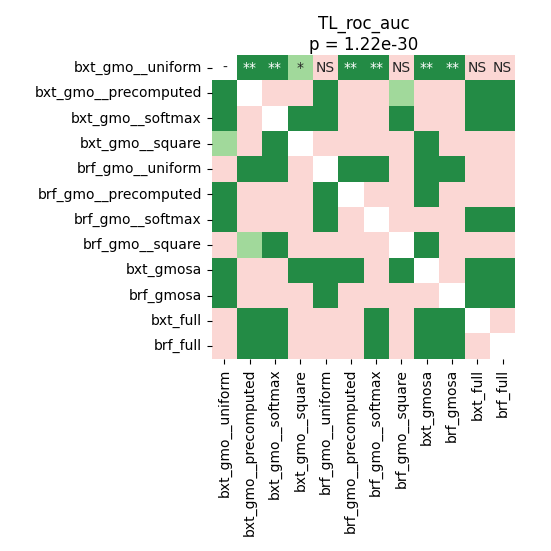 TL_roc_auc
p = 1.22e-30
bxt_gmo__uniform - ** ** * NS ** ** NS ** ** NS NS
bxt_gmo__precomputed
bxt_gmo__softmax
bxt_gmo__square
brf_gmo__uniform
brf_gmo__precomputed
brf_gmo__softmax
brf_gmo__square
bxt_gmosa
brf_gmosa
bxt_full
brf_full
bxt_gmo__uniform
bxt_gmo__precomputed
bxt_gmo__softmax
bxt_gmo__square
brf_gmo__uniform
brf_gmo__precomputed
brf_gmo__softmax
brf_gmo__square
bxt_gmosa
brf_gmosa
bxt_full
brf_full